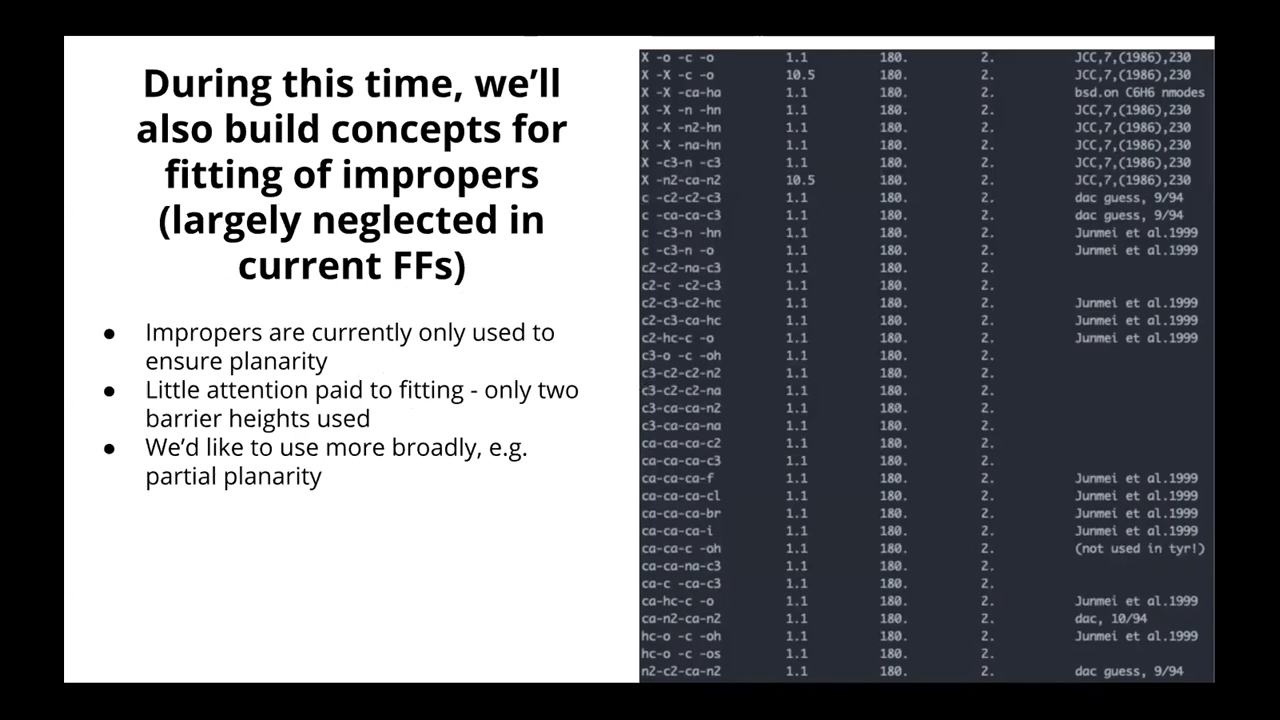 During this time, we'll
also build concepts for
fitting of impropers
(largely neglected in
current FFs)
● Impropers are currently only used to
ensure planarity
● Little attention paid to fitting - only two
barrier heights used
● We'd like to use more broadly, e.g.
partial planarity
X -o -c -o 1.1 180. 2. JCC,7,(1986),230
X -X -c -o 10.5 180. 2. JCC,7,(1986),230
X -X -ca-ha 1.1 180. 2. bsd.on C6H6 nmodes
X -X -n -hn 1.1 180. 2. JCC,7,(1986),230
X -X -n2-hn 1.1 180. 2. JCC,7,(1986),230
X -X -na-hn 1.1 180. 2. JCC,7,(1986),230
X -c3-n -c3 1.1 180. 2. JCC,7,(1986),230
X -n2-ca-n2 10.5 180. 2. JCC,7,(1986),230
c -c2-c2-c3 1.1 180. 2. dac guess, 9/94
c -ca-ca-c3 1.1 180. 2. dac guess, 9/94
c -c3-n -hn 1.1 180. 2. Junmei et al.1999
c -c3-n -o 1.1 180. 2. Junmei et al.1999
c2-c2-na-c3 1.1 180. 2.
c2-c -c2-c3 1.1 180. 2.
c2-c3-c2-hc 1.1 180. 2. Junmei et al.1999
c2-c3-ca-hc 1.1 180. 2. Junmei et al.1999
c2-hc-c -o 1.1 180. 2. Junmei et al.1999
c3-o -c -oh 1.1 180. 2.
c3-c2-c2-n2 1.1 180. 2.
c3-c2-c2-na 1.1 180. 2.
c3-ca-ca-n2 1.1 180. 2.
c3-ca-ca-na 1.1 180. 2.
ca-ca-ca-c2 1.1 180. 2.
ca-ca-ca-c3 1.1 180. 2.
ca-ca-ca-f 1.1 180. 2. Junmei et al.1999
ca-ca-ca-cl 1.1 180. 2. Junmei et al.1999
ca-ca-ca-br 1.1 180. 2. Junmei et al.1999
ca-ca-ca-i 1.1 180. 2. Junmei et al.1999
ca-ca-c -oh 1.1 180. 2. (not used in tyr!)
ca-ca-na-c3 1.1 180. 2.
ca-c -ca-c3 1.1 180. 2.
ca-hc-c -o 1.1 180. 2. Junmei et al.1999
ca-n2-ca-n2 1.1 180. 2. dac, 10/94
hc-o -c -oh 1.1 180. 2. Junmei et al.1999
hc-o -c -os 1.1 180. 2.
n2-c2-ca-n2 1.1 180. 2. dac guess, 9/94